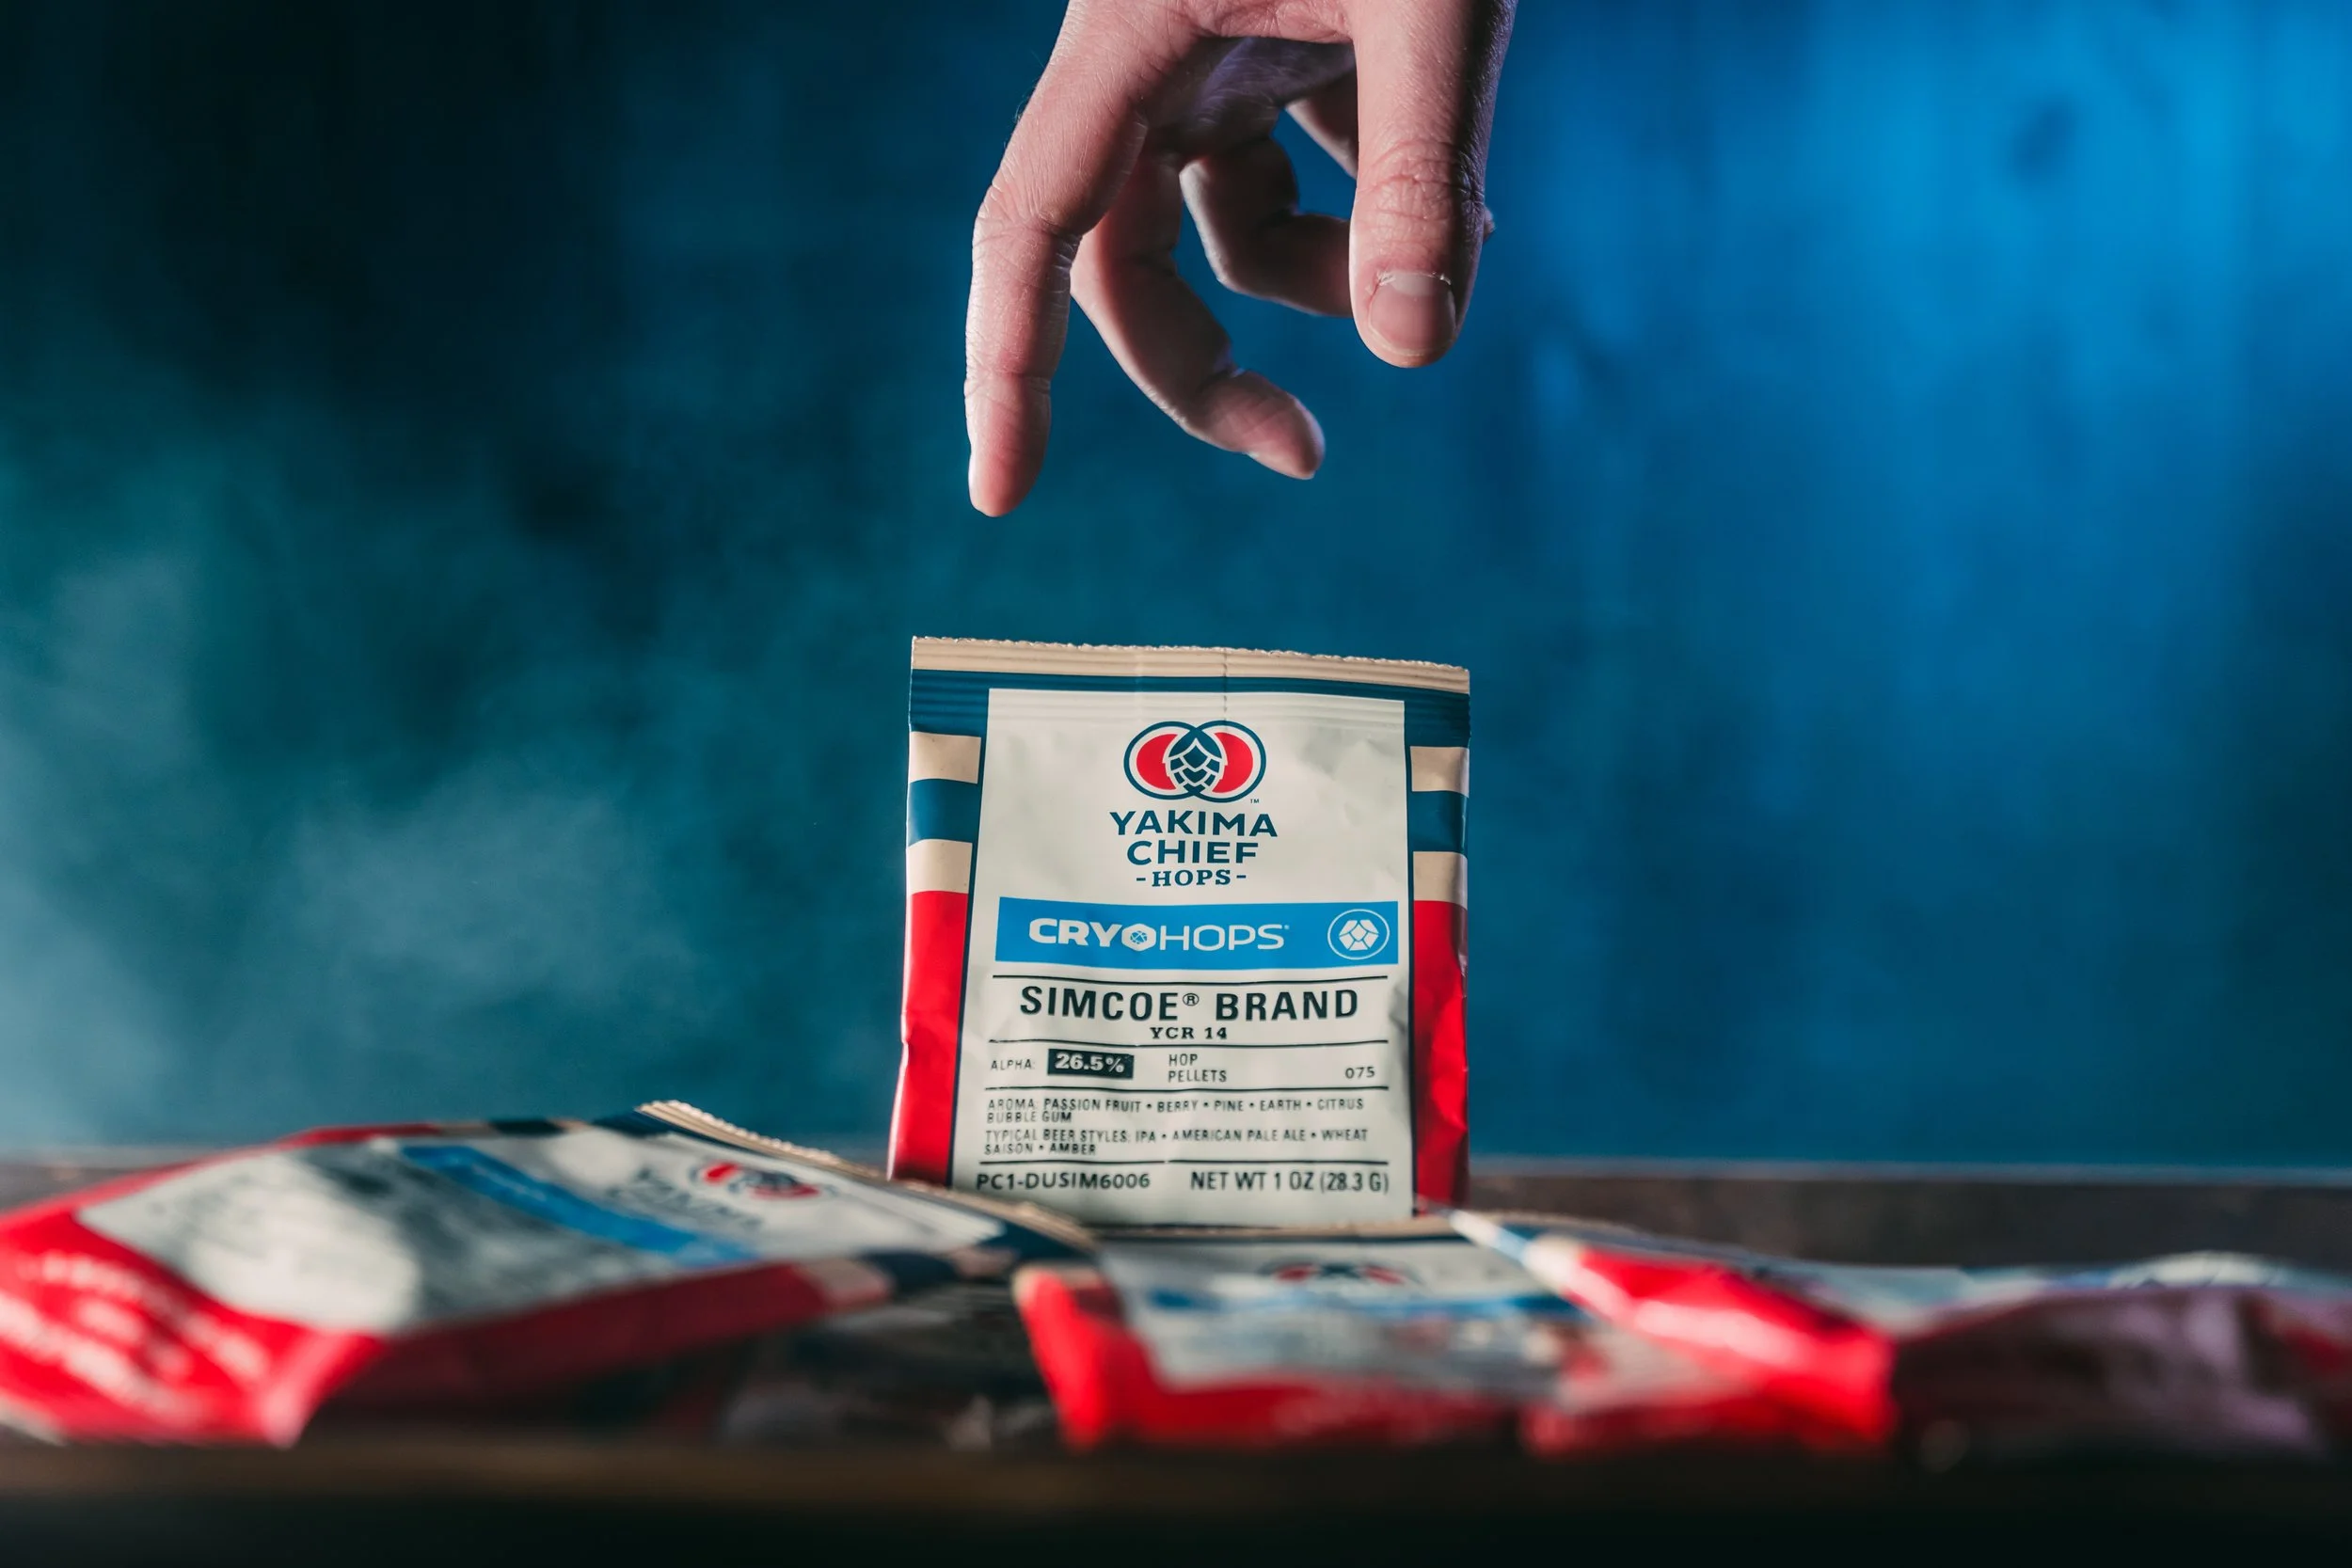 YAKIMA
CHIEF
-HOPS-
CRYOHOPS®
SIMCOE® BRAND
YCR 14
ALPHA: 26.5% HOP PELLETS 075
AROMA: PASSION FRUIT • BERRY • PINE • EARTH • CITRUS
BUBBLE GUM
TYPICAL BEER STYLES: IPA • AMERICAN PALE ALE • WHEAT
SAISON • AMBER
PC1-DUSIM6006 NET WT 1 OZ (28.3 G)
YAKIMA